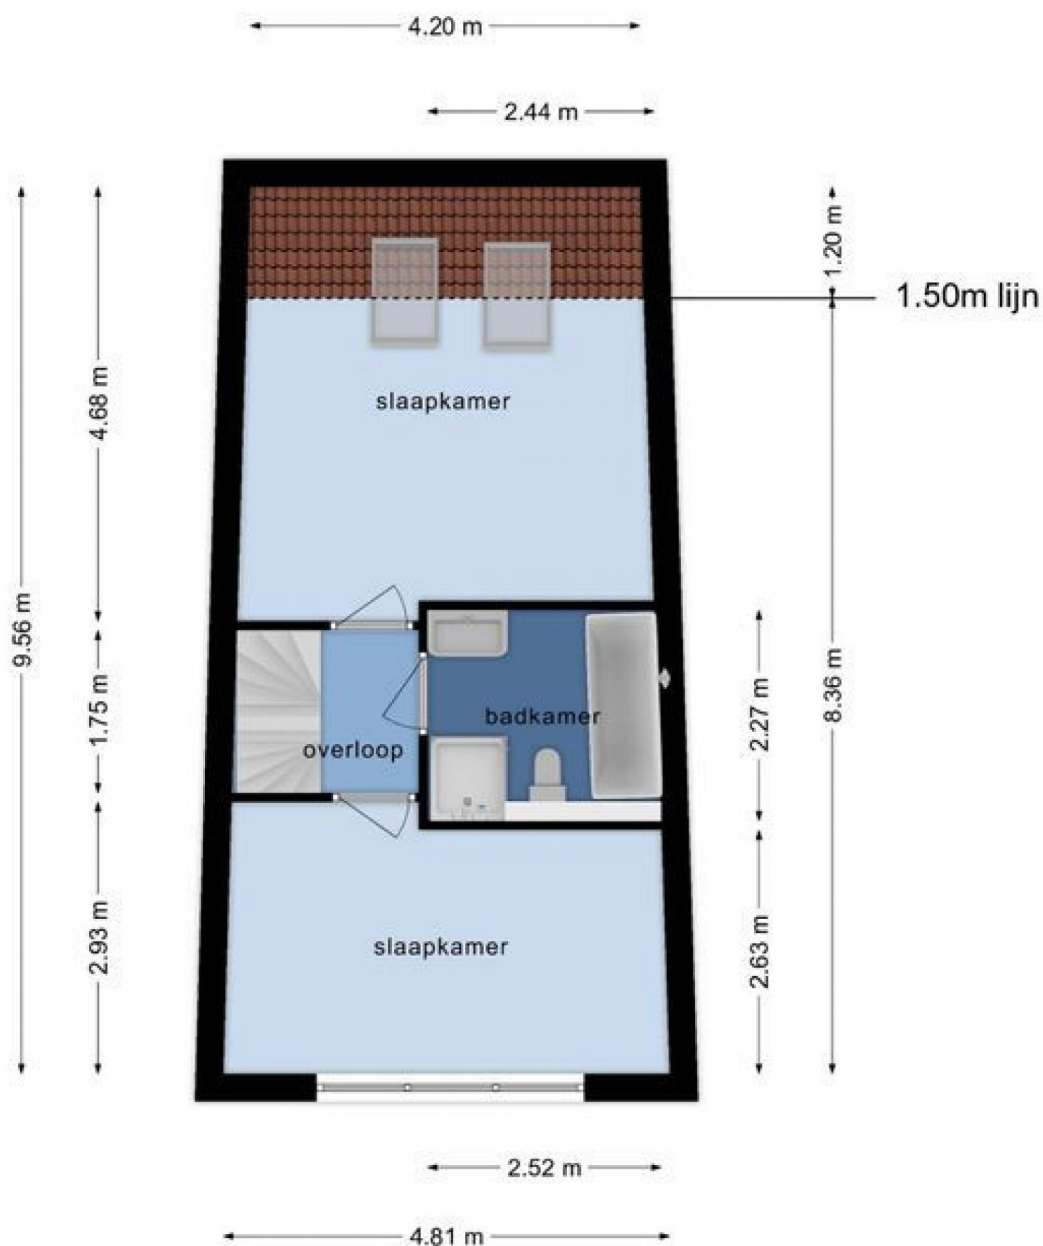 4.20 m
2.44 m
1.20 m
1.50m lijn
slaapkamer
4.68 m
9.56 m
1.75 m
badkamer
overloop
2.27 m
8.36 m
slaapkamer
2.93 m
2.63 m
2.52 m
4.81 m